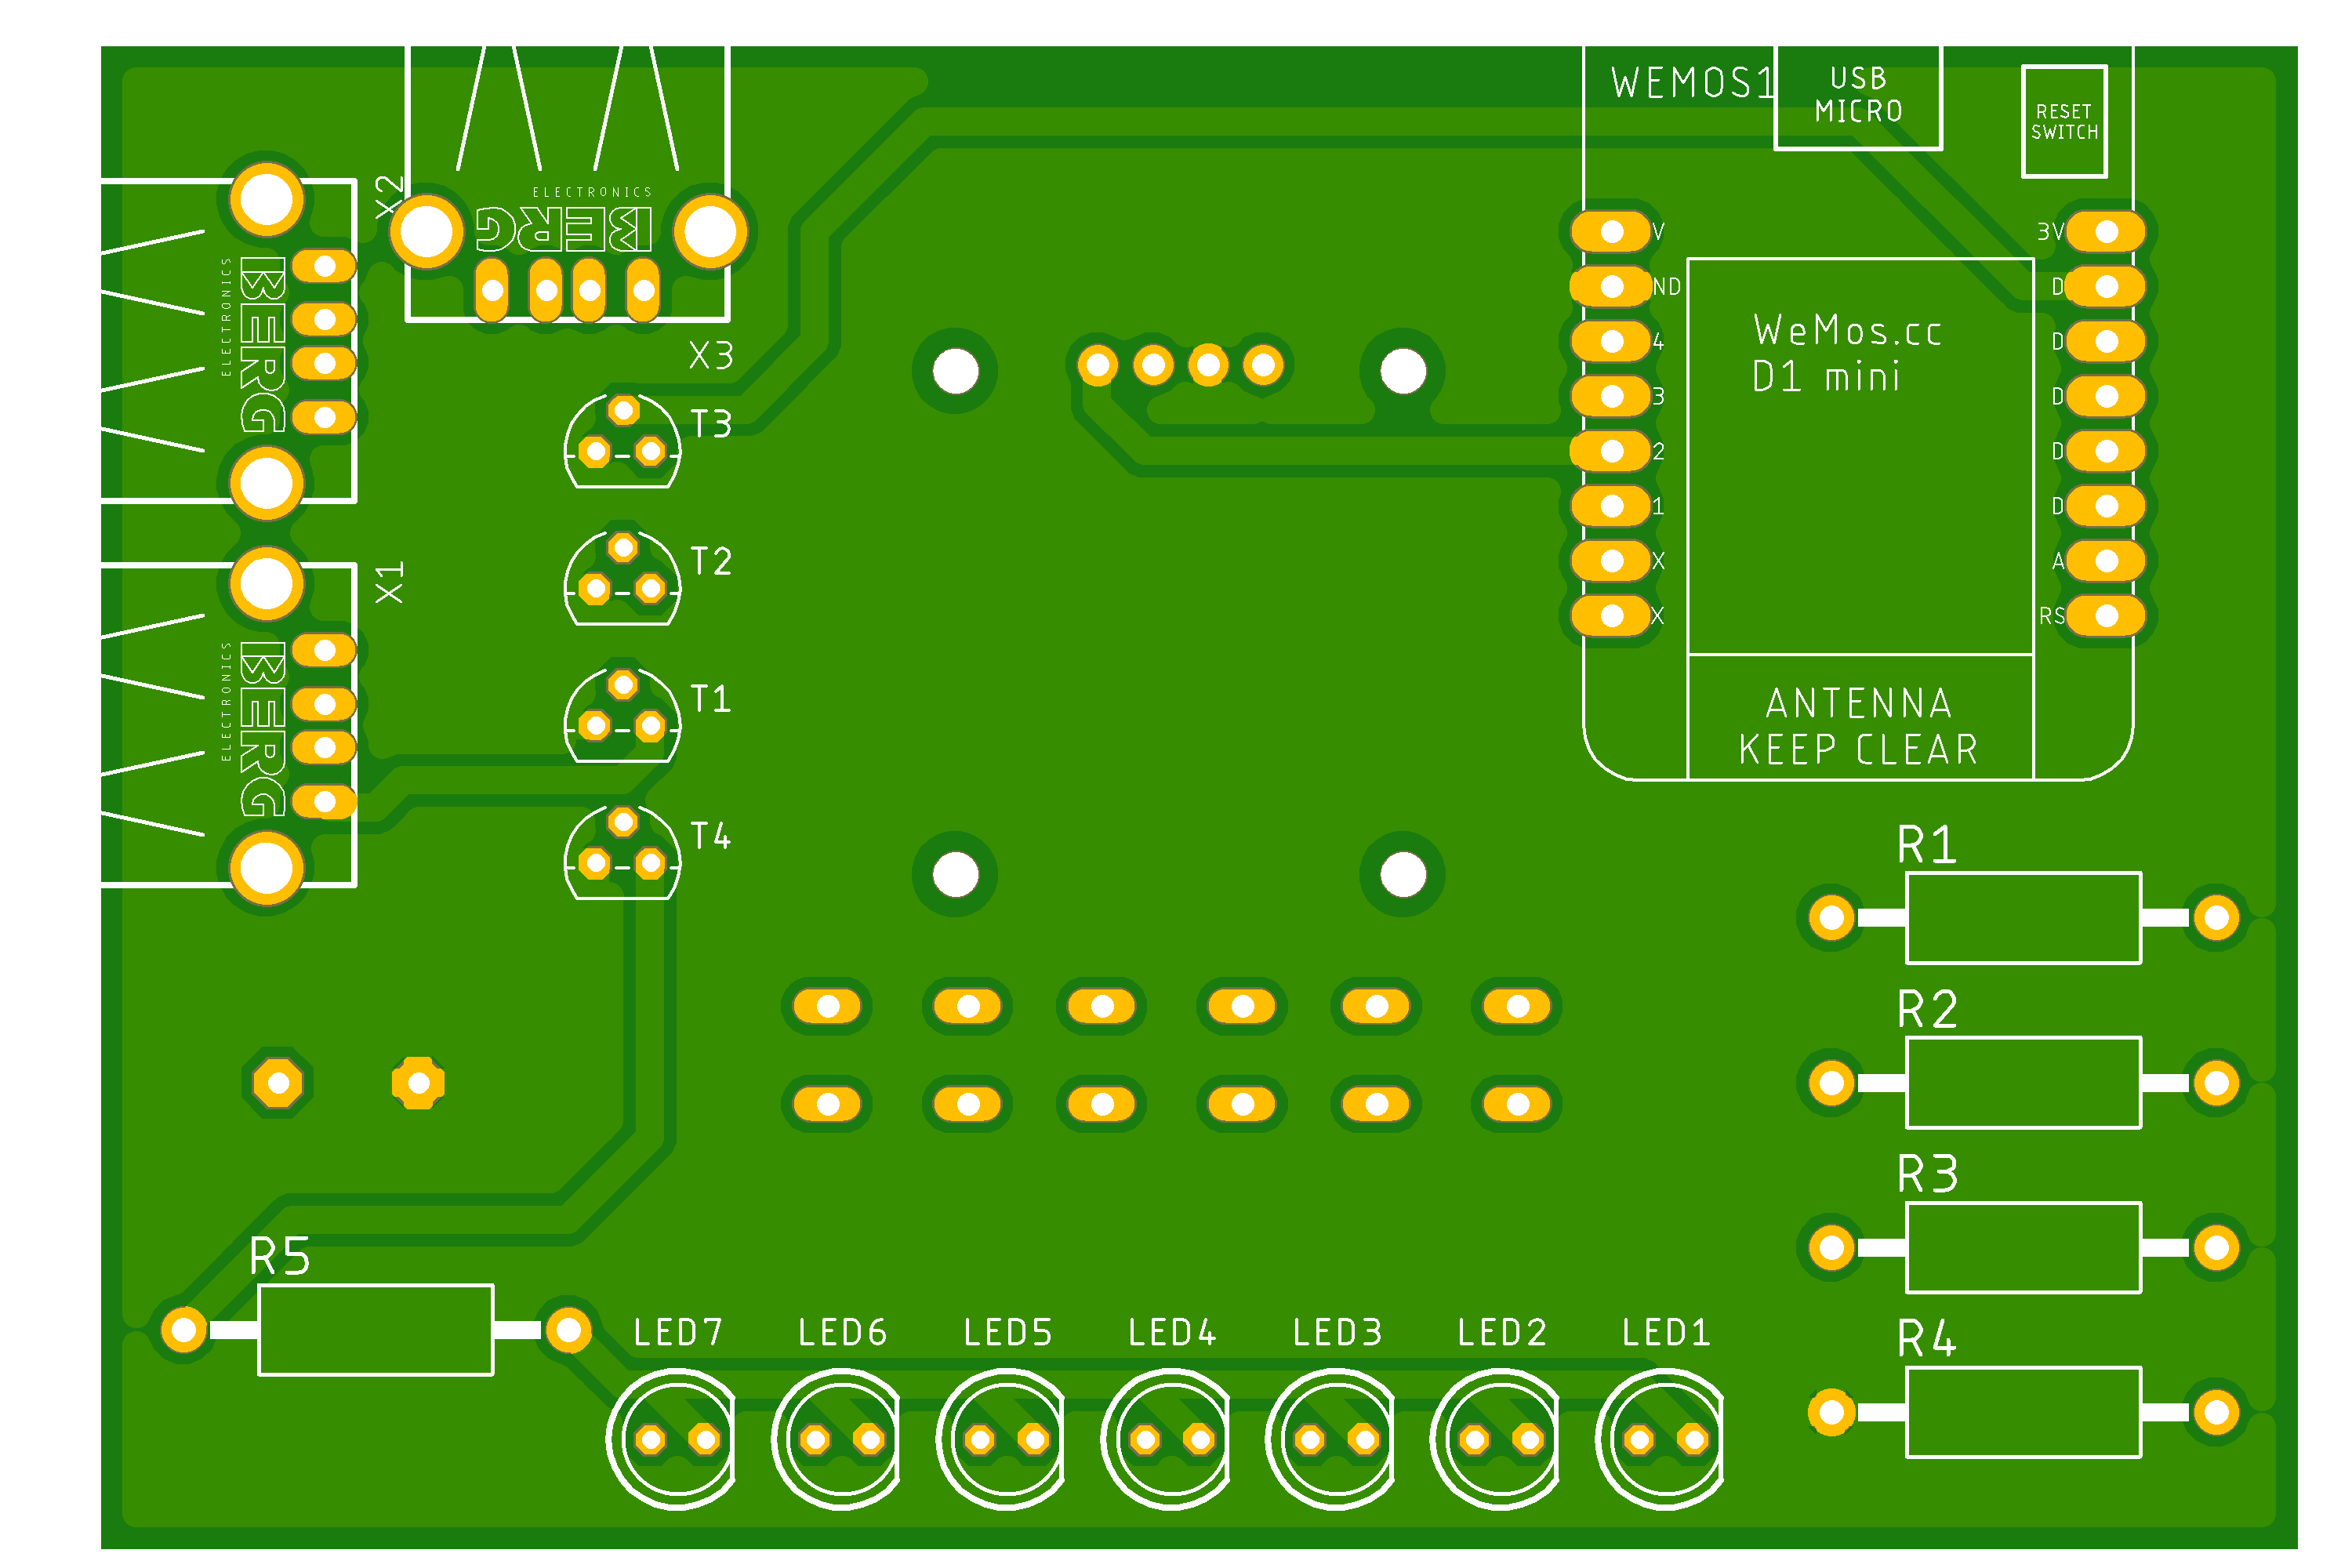 WEMOS1
USB
MICRO
RESET
SWITCH
X2
ELECTRONICS
BERG
V
ND
4
3
2
1
X
X
3V
D
D
D
D
D
A
RS
WeMos.cc
D1 mini
ELECTRONICS
BERG
X3
T3
T2
X1
ELECTRONICS
BERG
T1
ANTENNA
KEEP CLEAR
T4
R1
R2
R3
R5
R4
LED7
LED6
LED5
LED4
LED3
LED2
LED1